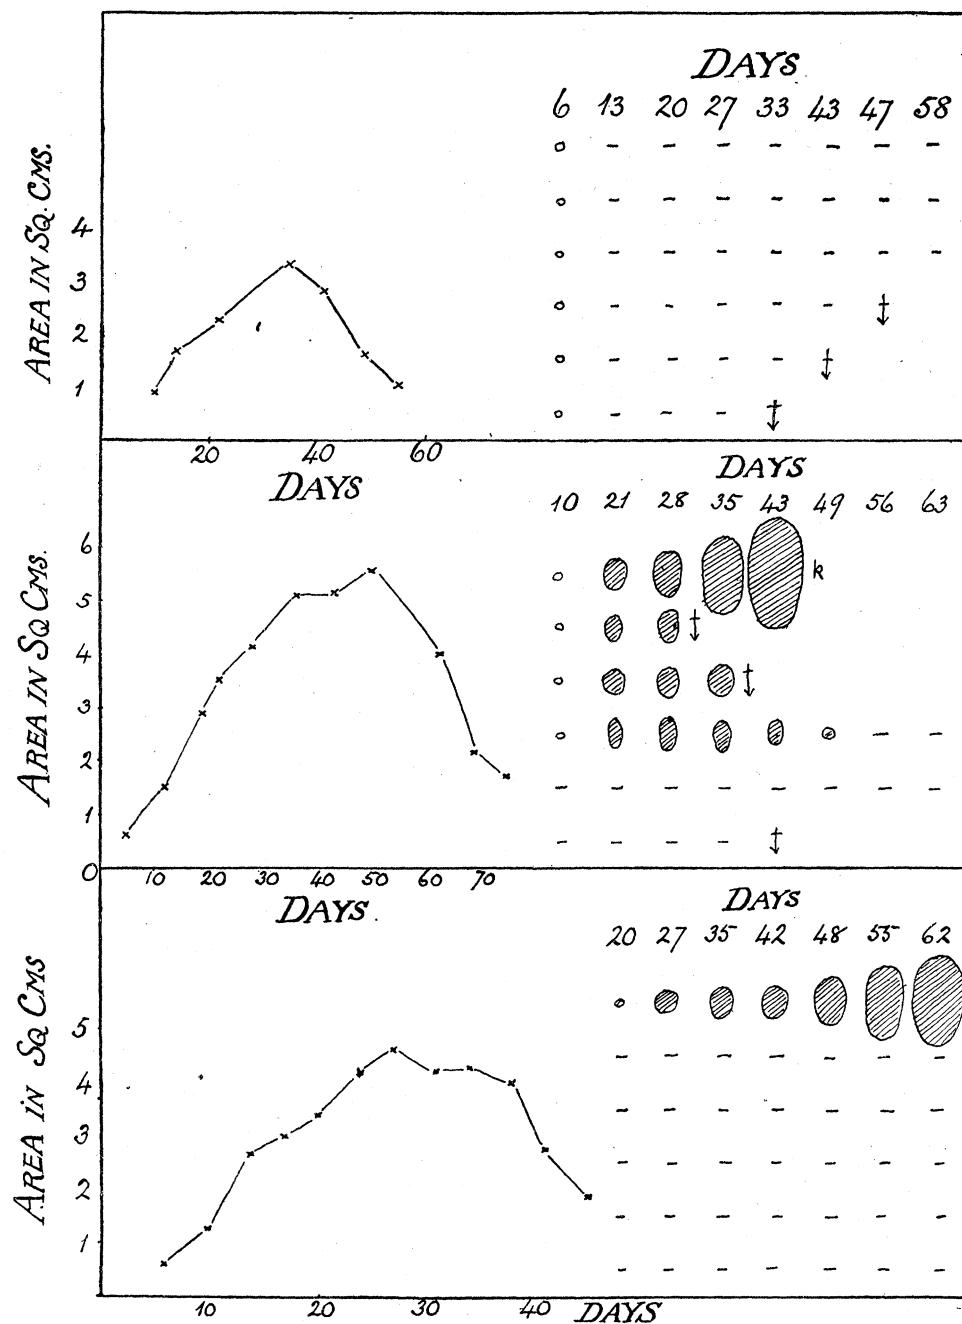 DAYS
6 13 20 27 33 43 47 58
AREA IN SQ. CMS.
4
3
2
1
20 40 60
DAYS
DAYS
10 21 28 35 43 49 56 63
k
AREA IN SQ CMS.
6
5
4
3
2
1
0
10 20 30 40 50 60 70
DAYS.
DAYS
20 27 35 42 48 55 62
AREA IN SQ CMS
5
4
3
2
1
10 20 30 40 DAYS